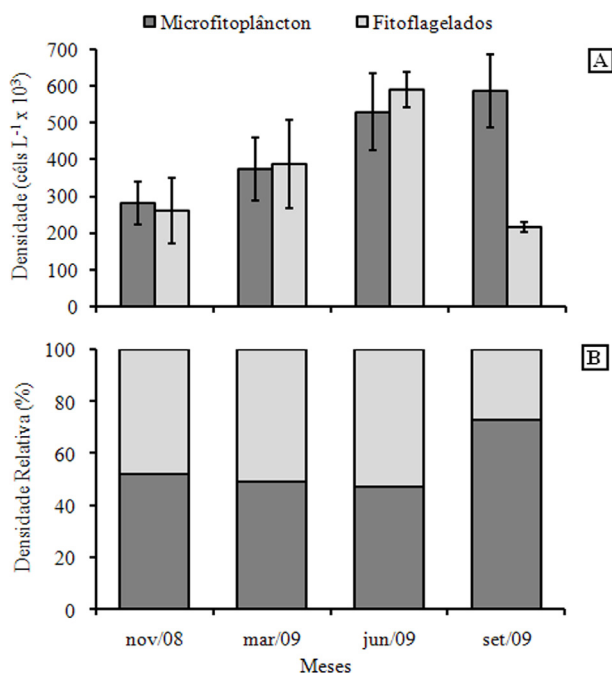 Microfitoplâncton Fitoflagelados
A
Densidade (céls L⁻¹ x 10³)
700
600
500
400
300
200
100
0
B
Densidade Relativa (%)
100
80
60
40
20
0
nov/08 mar/09 jun/09 set/09
Meses